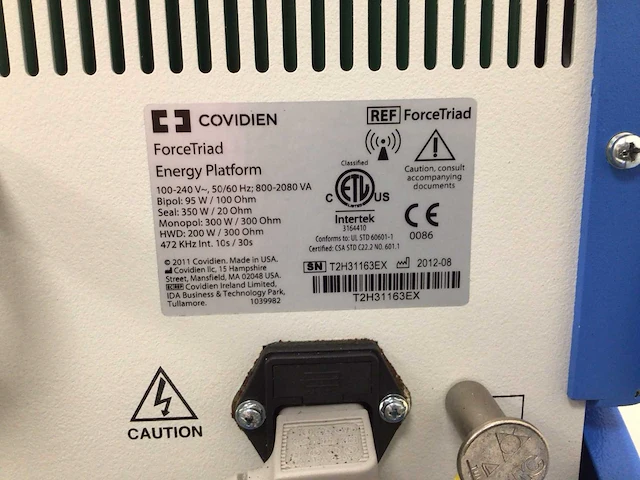 COVIDIEN
ForceTriad
Energy Platform
100-240 V~, 50/60 Hz; 800-2080 VA
Bipol: 95 W / 100 Ohm
Seal: 350 W / 20 Ohm
Monopol: 300 W / 300 Ohm
HWD: 200 W / 300 Ohm
472 KHz Int. 10s / 30s
© 2011 Covidien. Made in USA.
Covidien llc, 15 Hampshire
Street, Mansfield, MA 02048 USA.
EC REP Covidien Ireland Limited,
IDA Business & Technology Park,
Tullamore. 1039982
REF ForceTriad
Caution, consult
accompanying
documents
Classified
C ETL US
LISTED
Intertek
3164410
Conforms to: UL STD 60601-1
Certified: CSA STD C22.2 NO. 601.1
CE
0086
SN T2H31163EX 2012-08
T2H31163EX
CAUTION